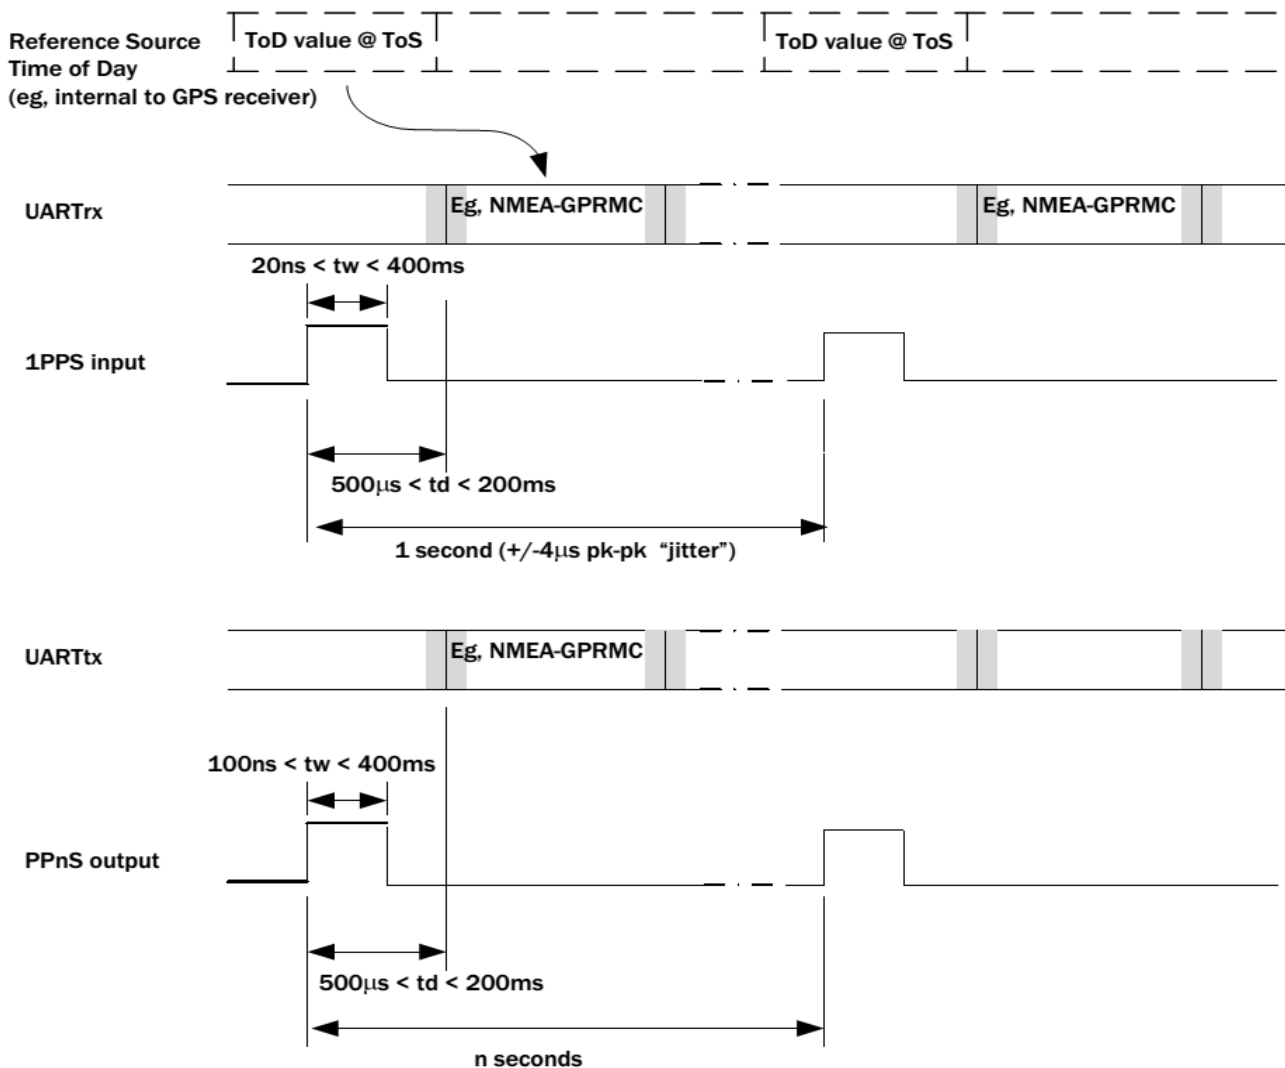 Reference Source
Time of Day
(eg, internal to GPS receiver)
ToD value @ ToS
ToD value @ ToS
UARTrx
Eg, NMEA-GPRMC
Eg, NMEA-GPRMC
20ns < tw < 400ms
1PPS input
500μs < td < 200ms
1 second (+/-4μs pk-pk “jitter”)
UARTtx
Eg, NMEA-GPRMC
100ns < tw < 400ms
PPnS output
500μs < td < 200ms
n seconds